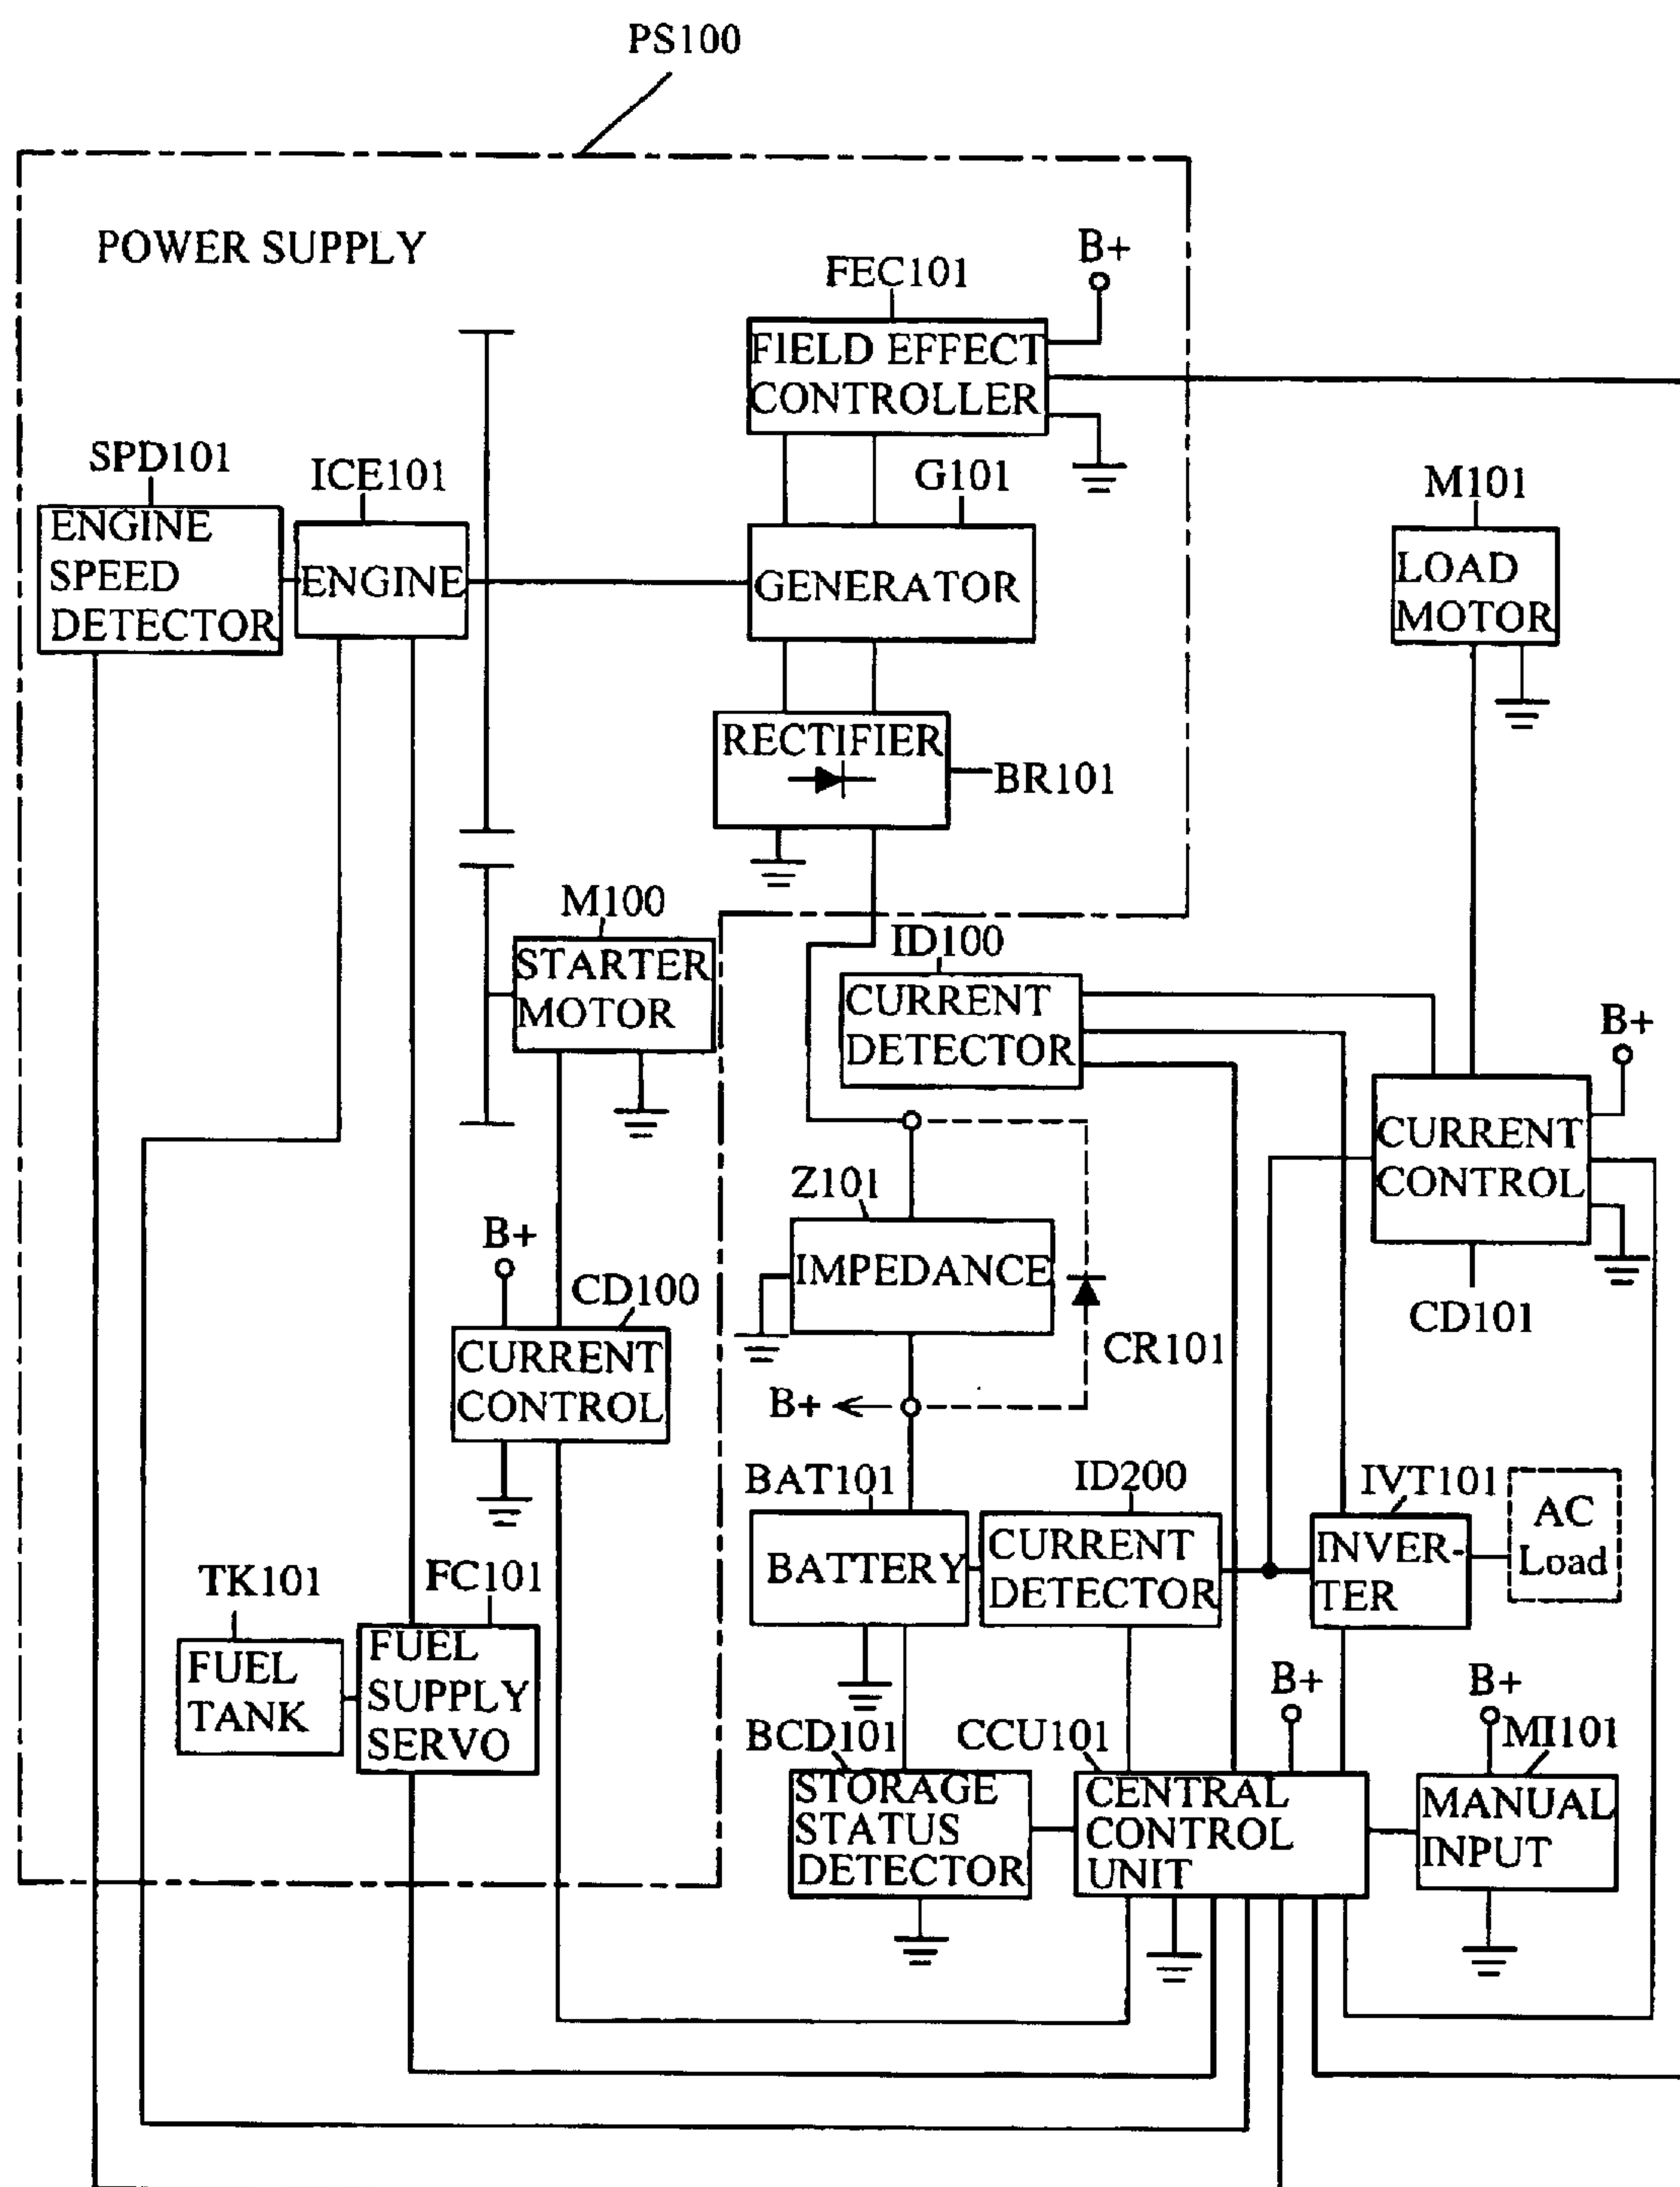 PS100
POWER SUPPLY
B+
FEC101
FIELD EFFECT
CONTROLLER
SPD101
ICE101
G101
M101
ENGINE
SPEED
DETECTOR
ENGINE
GENERATOR
LOAD
MOTOR
RECTIFIER
BR101
M100
STARTER
MOTOR
ID100
CURRENT
DETECTOR
B+
CURRENT
CONTROL
CD101
Z101
IMPEDANCE
CR101
B+
B+
CD100
CURRENT
CONTROL
BAT101
BATTERY
ID200
CURRENT
DETECTOR
IVT101
INVER-
TER
AC
Load
TK101
FUEL
TANK
FC101
FUEL
SUPPLY
SERVO
BCD101
STORAGE
STATUS
DETECTOR
CCU101
CENTRAL
CONTROL
UNIT
B+
B+
MI101
MANUAL
INPUT